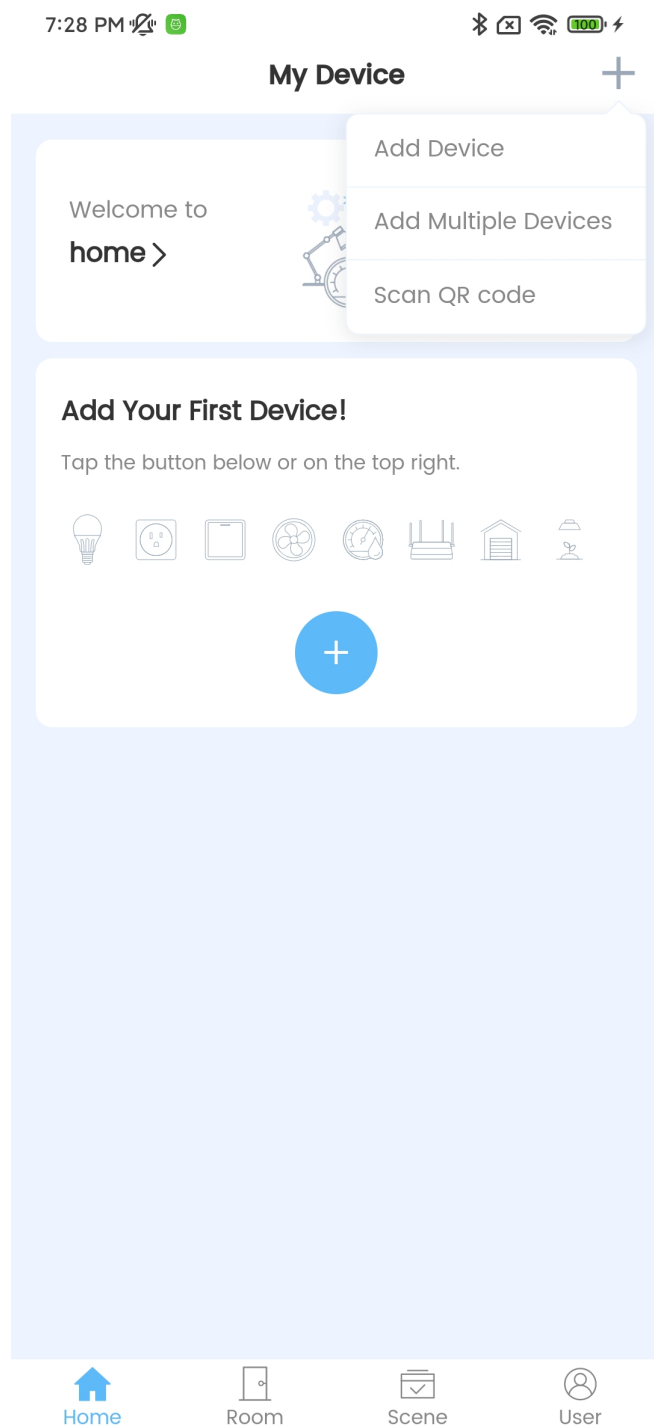 7:28 PM
100
My Device
Add Device
Add Multiple Devices
Scan QR code
Welcome to
home
Add Your First Device!
Tap the button below or on the top right.
Home
Room
Scene
User